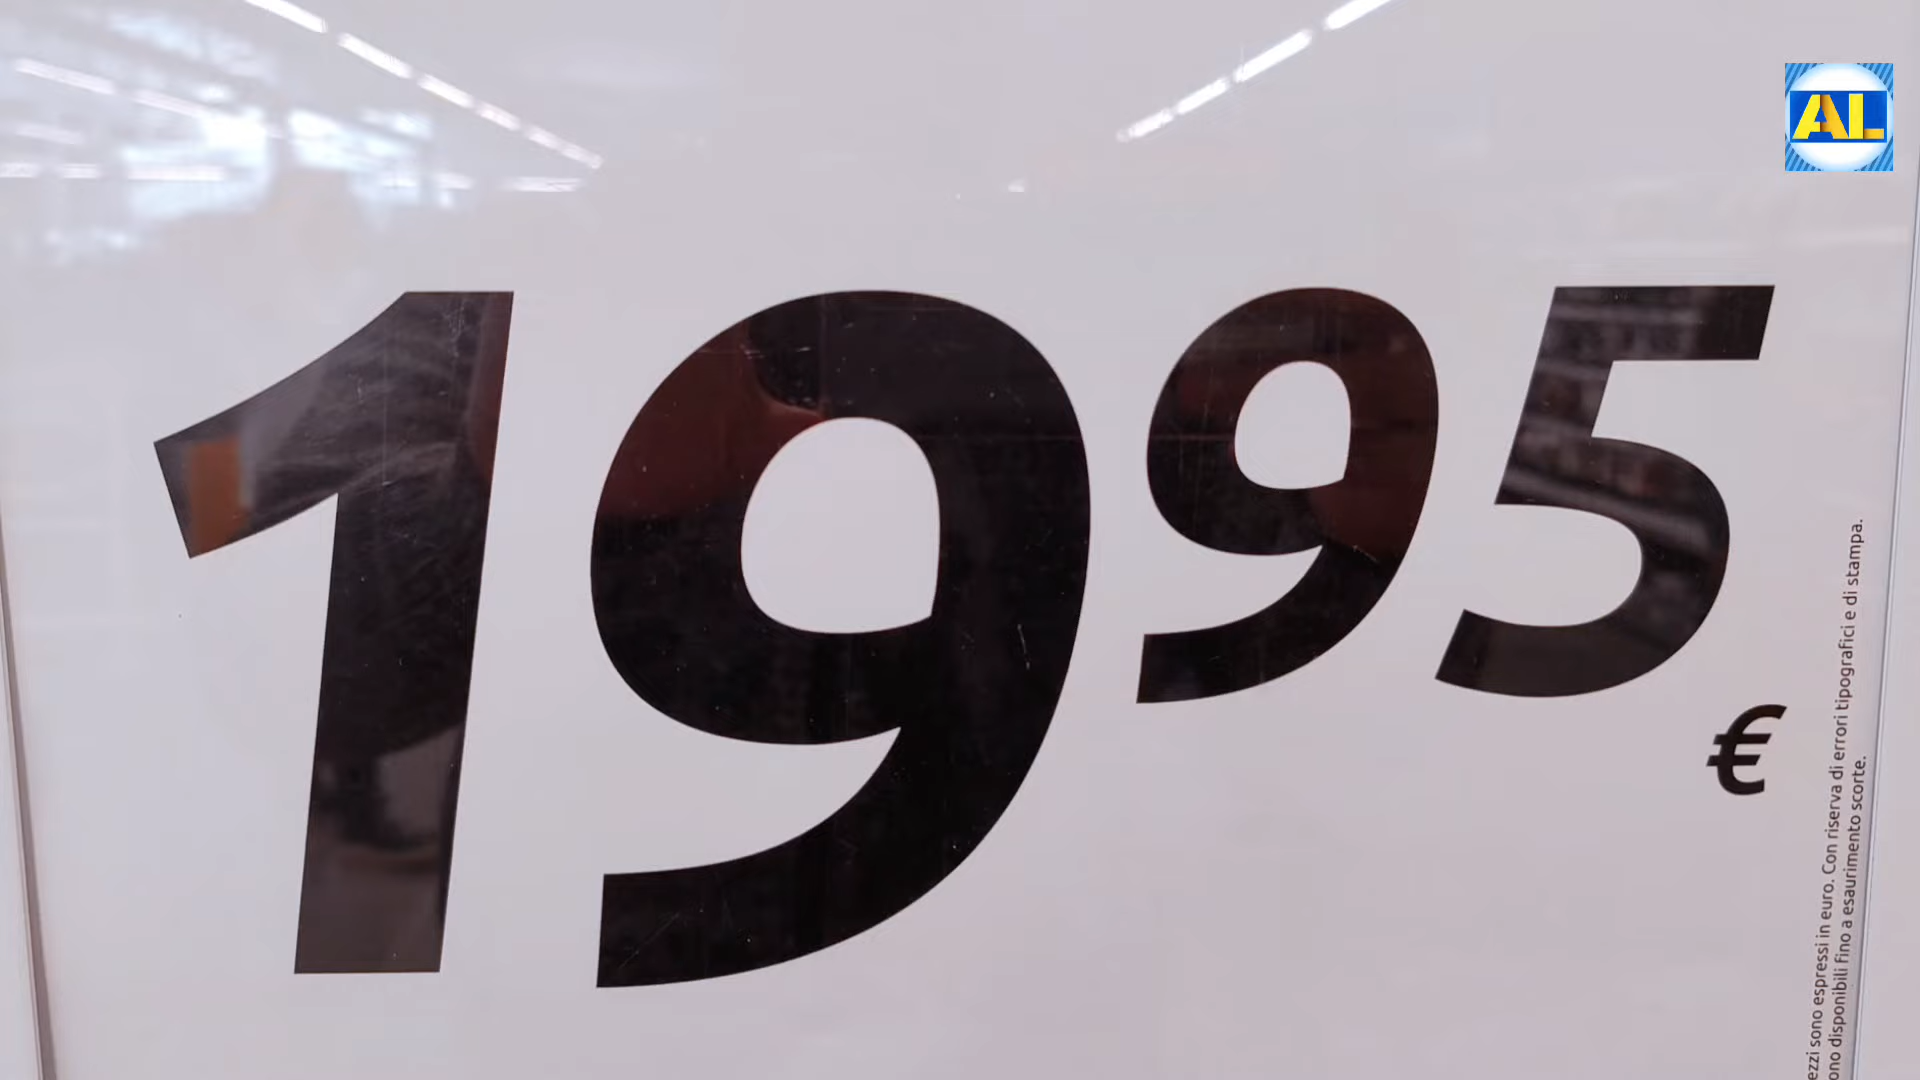 AL
1995
€
ezzi sono espressi in euro. Con riserva di errori tipografici e di stampa.
ono disponibili fino a esaurimento scorte.